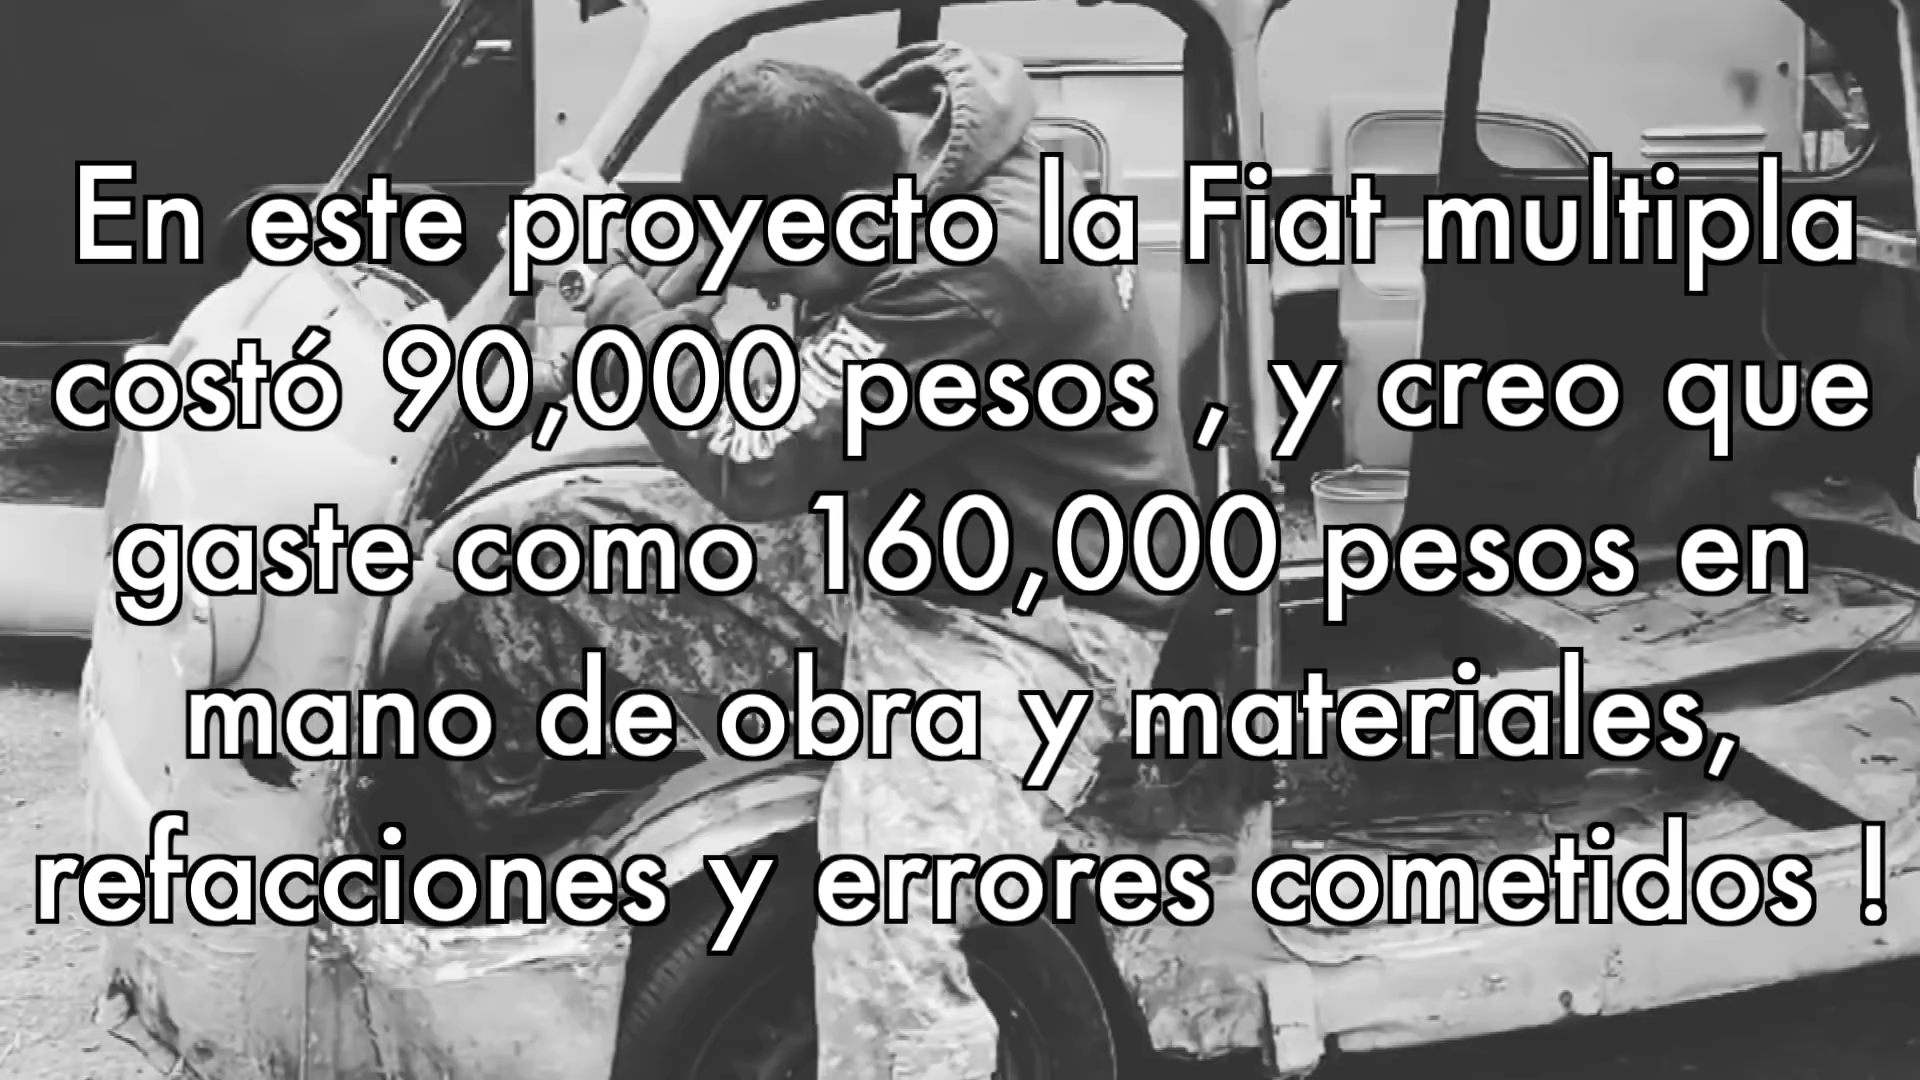 En este proyecto la Fiat multipla
costó 90,000 pesos , y creo que
gaste como 160,000 pesos en
mano de obra y materiales,
refacciones y errores cometidos !